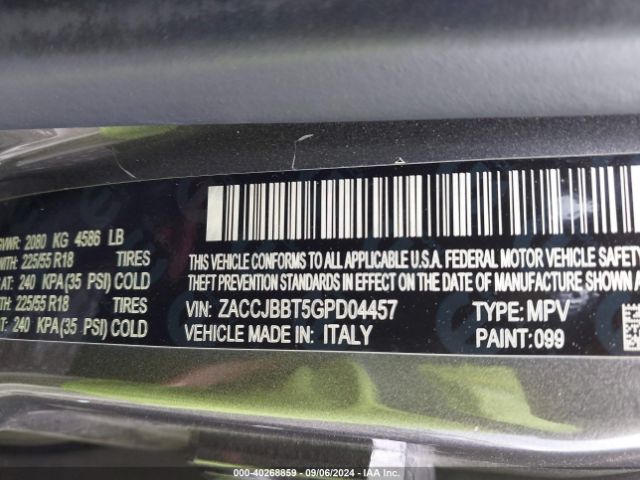 THIS VEHICLE CONFORMS TO ALL APPLICABLE U.S.A. FEDERAL MOTOR VEHICLE SAFETY
THEFT PREVENTION STANDARDS IN EFFECT ON THE DATE OF MANUFACTURE SHOWN
VIN: ZACCJBBT5GPD04457 TYPE: MPV
VEHICLE MADE IN: ITALY PAINT: 099
GVWR: 2080 KG 4586 LB
WITH: 225/55 R18 TIRES
AT: 240 KPA (35 PSI) COLD
WITH: 225/55 R18 TIRES
AT: 240 KPA (35 PSI) COLD
000-40268859 - 09/06/2024 - © IAA Inc.